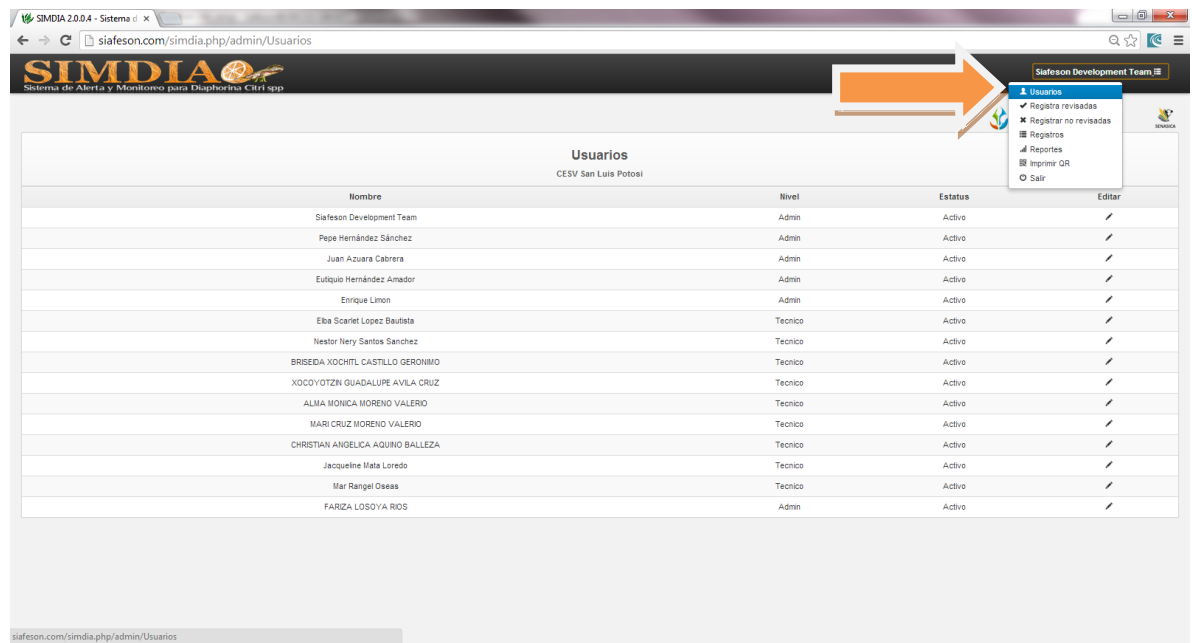 SIMDIA 2.0.0.4 - Sistema d
siafeson.com/simdia.php/admin/Usuarios
SIMDIA
Sistema de Alerta y Monitoreo para Diaphorina Citri spp
Siafeson Development Team
Usuarios
Registra revisadas
Registrar no revisadas
Registros
Reportes
Imprimir QR
Salir
SENASICA
Usuarios
CESV San Luis Potosi
Nombre Nivel Estatus Editar
Siafeson Development Team Admin Activo
Pepe Hernández Sánchez Admin Activo
Juan Azuara Cabrera Admin Activo
Eutiquio Hernández Amador Admin Activo
Enrique Limon Admin Activo
Elba Scarlet Lopez Bautista Tecnico Activo
Nestor Nery Santos Sanchez Tecnico Activo
BRISEIDA XOCHITL CASTILLO GERONIMO Tecnico Activo
XOCOYOTZIN GUADALUPE AVILA CRUZ Tecnico Activo
ALMA MONICA MORENO VALERIO Tecnico Activo
MARI CRUZ MORENO VALERIO Tecnico Activo
CHRISTIAN ANGELICA AQUINO BALLEZA Tecnico Activo
Jacqueline Mata Loredo Tecnico Activo
Mar Rangel Oseas Tecnico Activo
FARIZA LOSOYA RIOS Admin Activo
siafeson.com/simdia.php/admin/Usuarios